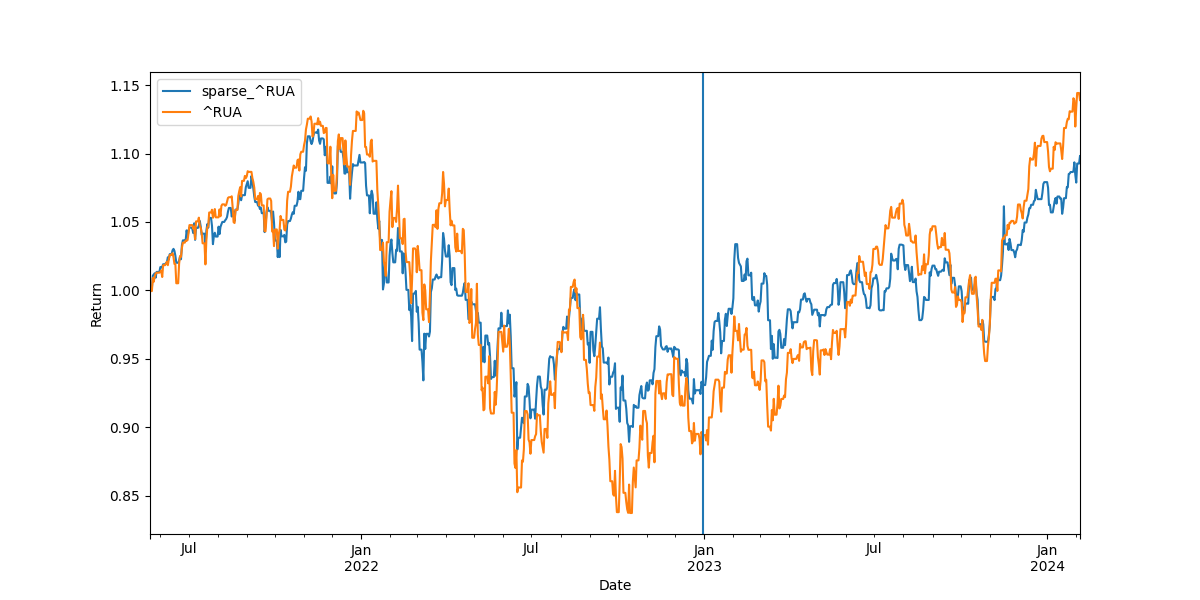 sparse_^RUA
^RUA
1.15
1.10
1.05
1.00
0.95
0.90
0.85
Return
Jul
Jan
2022
Jul
Jan
2023
Jul
Jan
2024
Date